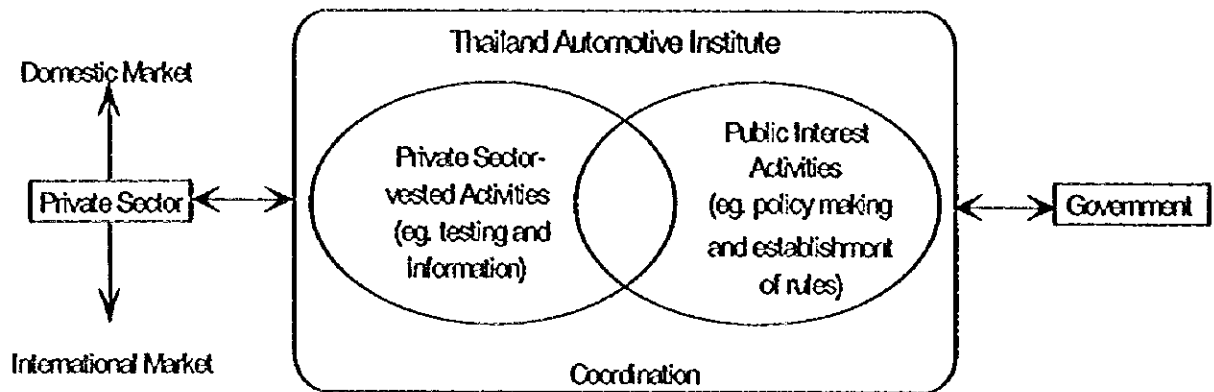 Thailand Automotive Institute
Domestic Market
Private Sector
International Market
Private Sector-
vested Activities
(eg. testing and
Information)
Public Interest
Activities
(eg. policy making
and establishment
of rules)
Government
Coordination